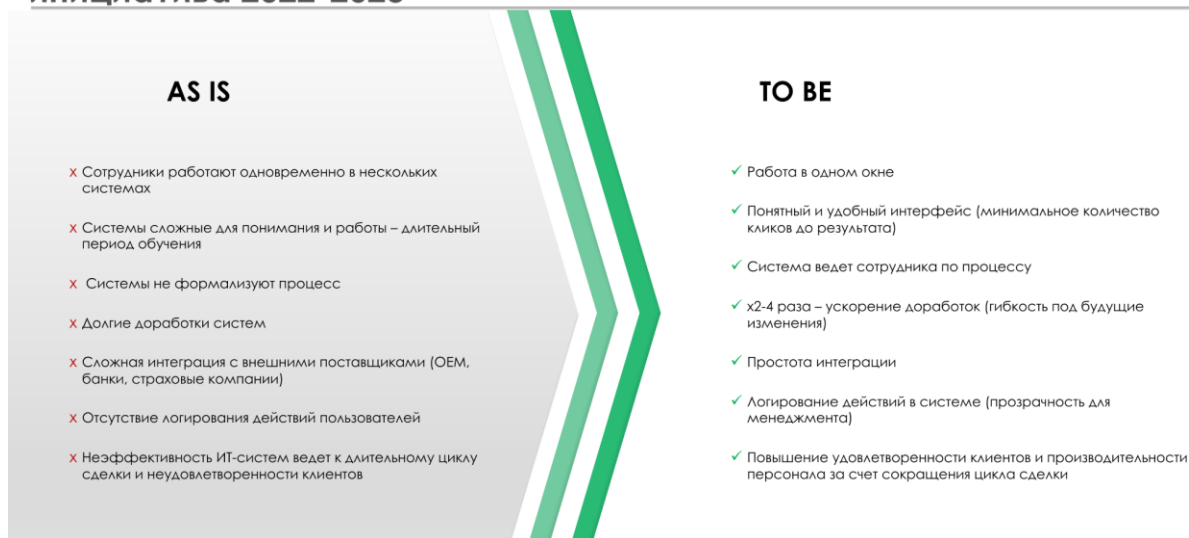 AS IS
х Сотрудники работают одновременно в нескольких
системах
х Системы сложные для понимания и работы – длительный
период обучения
х Системы не формализуют процесс
х Долгие доработки систем
х Сложная интеграция с внешними поставщиками (OEM,
банки, страховые компании)
х Отсутствие логирования действий пользователей
х Неэффективность ИТ-систем ведет к длительному циклу
сделки и неудовлетворенности клиентов
TO BE
✓ Работа в одном окне
✓ Понятный и удобный интерфейс (минимальное количество
кликов до результата)
✓ Система ведет сотрудника по процессу
✓ х2-4 раза – ускорение доработок (гибкость под будущие
изменения)
✓ Простота интеграции
✓ Логирование действий в системе (прозрачность для
менеджмента)
✓ Повышение удовлетворенности клиентов и производительности
персонала за счет сокращения цикла сделки